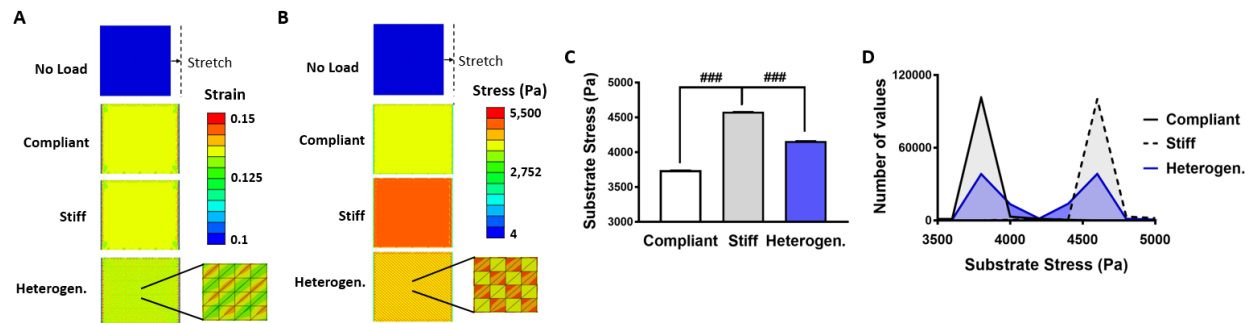 A
No Load
Stretch
Strain
0.15
Compliant
0.125
Stiff
0.1
Heterogen.
B
No Load
Stretch
Stress (Pa)
5,500
Compliant
2,752
Stiff
4
Heterogen.
C
Substrate Stress (Pa)
5000
4500
4000
3500
3000
###
###
Compliant Stiff Heterogen.
D
Number of values
120000
60000
0
3500 4000 4500 5000
Substrate Stress (Pa)
Compliant
Stiff
Heterogen.